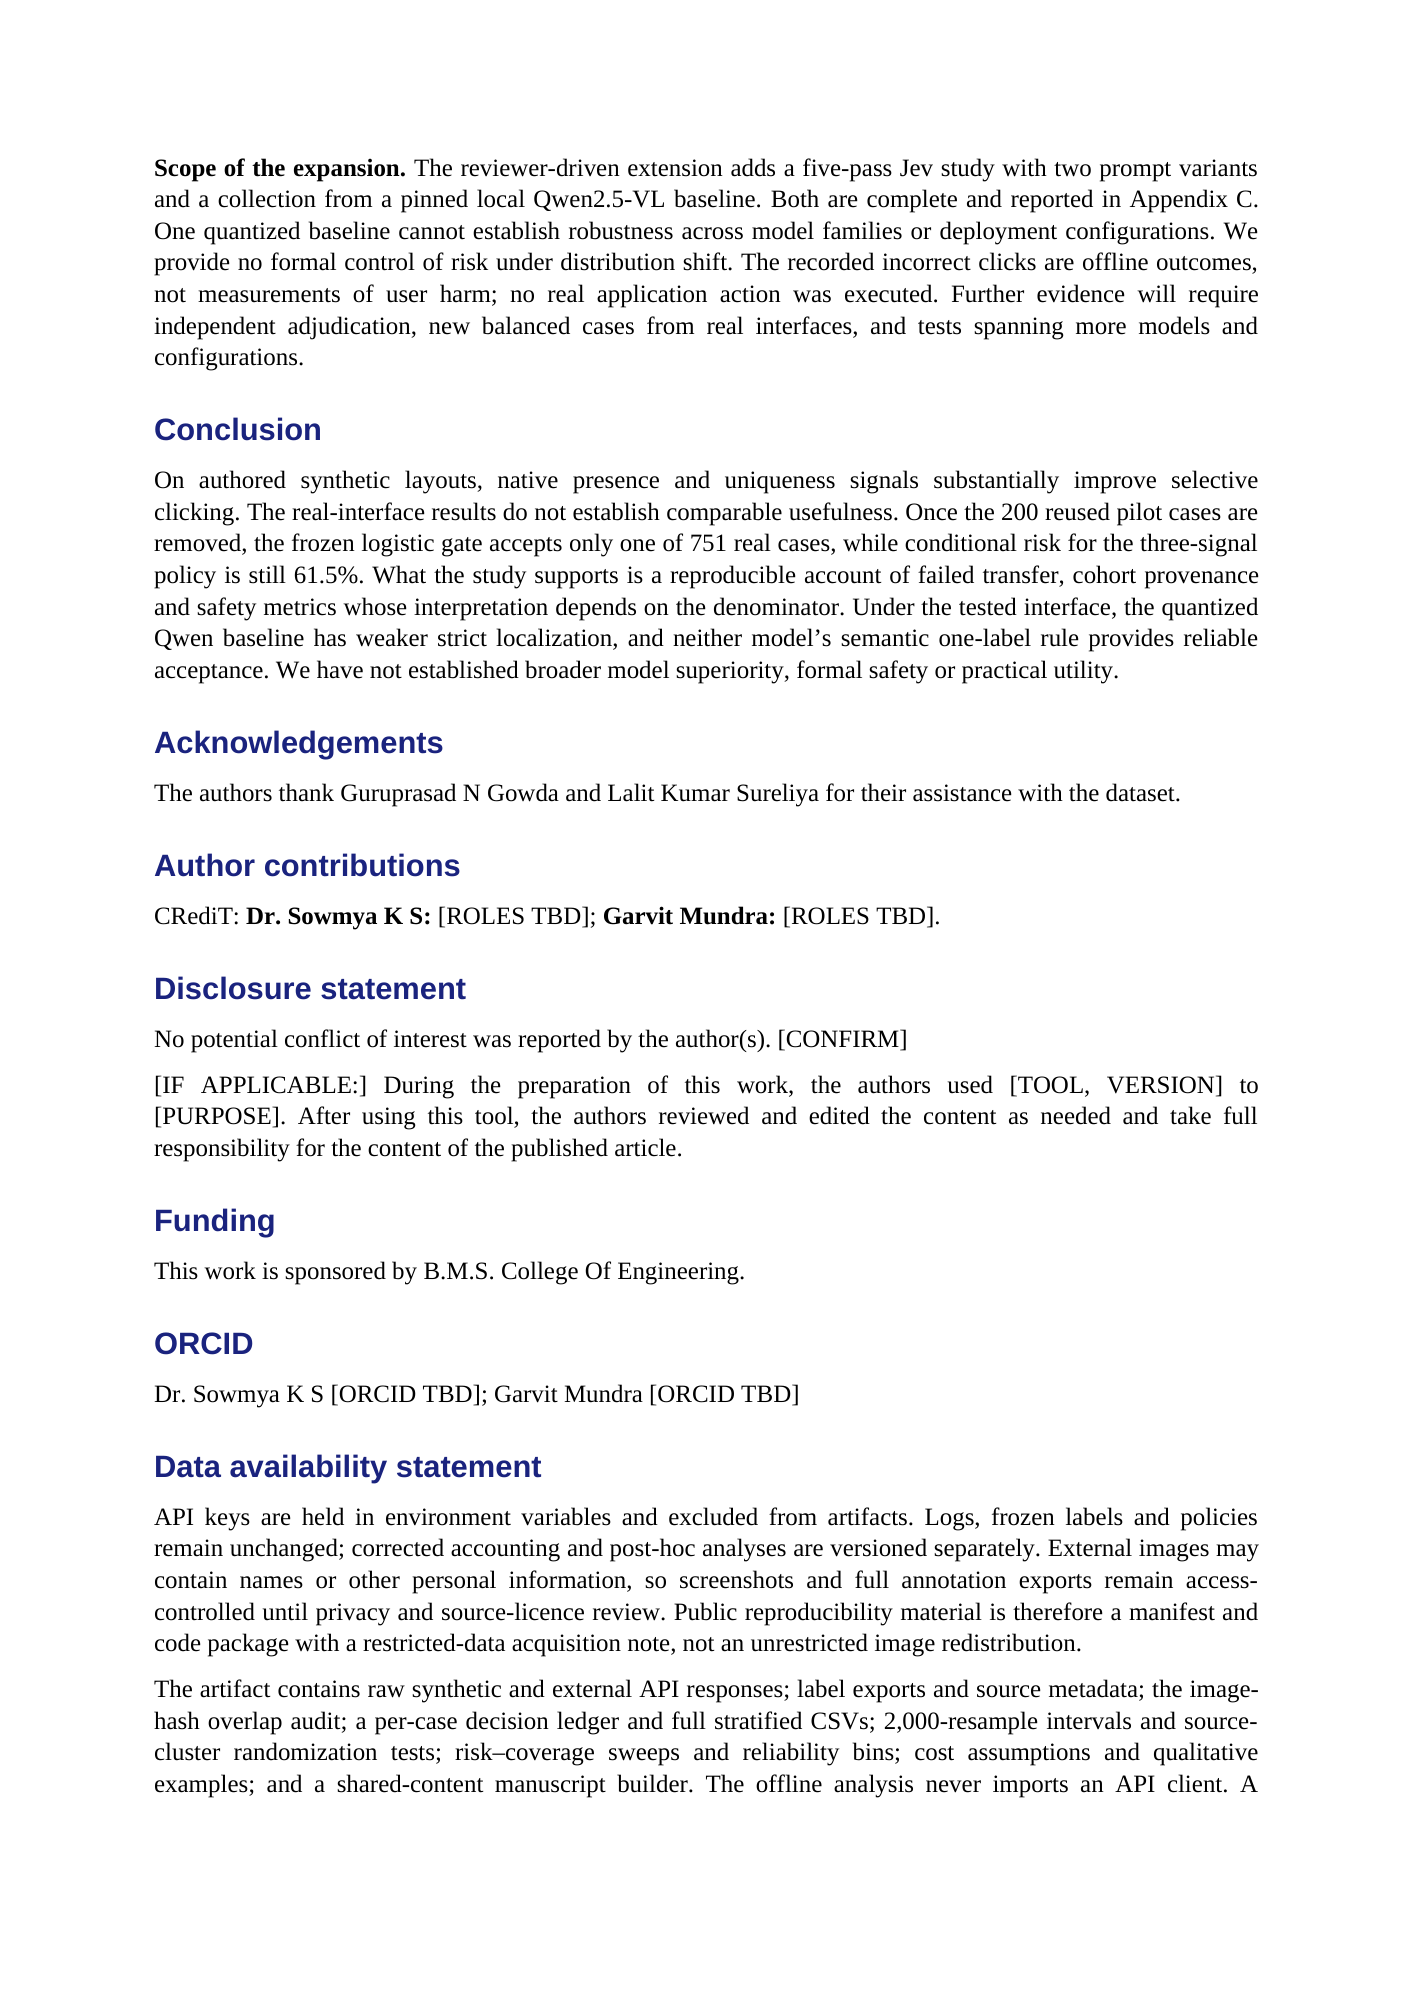 Scope of the expansion. The reviewer-driven extension adds a five-pass Jev study with two prompt variants
and a collection from a pinned local Qwen2.5-VL baseline. Both are complete and reported in Appendix C.
One quantized baseline cannot establish robustness across model families or deployment configurations. We
provide no formal control of risk under distribution shift. The recorded incorrect clicks are offline outcomes,
not measurements of user harm; no real application action was executed. Further evidence will require
independent adjudication, new balanced cases from real interfaces, and tests spanning more models and
configurations.
Conclusion
On authored synthetic layouts, native presence and uniqueness signals substantially improve selective
clicking. The real-interface results do not establish comparable usefulness. Once the 200 reused pilot cases are
removed, the frozen logistic gate accepts only one of 751 real cases, while conditional risk for the three-signal
policy is still 61.5%. What the study supports is a reproducible account of failed transfer, cohort provenance
and safety metrics whose interpretation depends on the denominator. Under the tested interface, the quantized
Qwen baseline has weaker strict localization, and neither model’s semantic one-label rule provides reliable
acceptance. We have not established broader model superiority, formal safety or practical utility.
Acknowledgements
The authors thank Guruprasad N Gowda and Lalit Kumar Sureliya for their assistance with the dataset.
Author contributions
CRediT: Dr. Sowmya K S: [ROLES TBD]; Garvit Mundra: [ROLES TBD].
Disclosure statement
No potential conflict of interest was reported by the author(s). [CONFIRM]
[IF APPLICABLE:] During the preparation of this work, the authors used [TOOL, VERSION] to
[PURPOSE]. After using this tool, the authors reviewed and edited the content as needed and take full
responsibility for the content of the published article.
Funding
This work is sponsored by B.M.S. College Of Engineering.
ORCID
Dr. Sowmya K S [ORCID TBD]; Garvit Mundra [ORCID TBD]
Data availability statement
API keys are held in environment variables and excluded from artifacts. Logs, frozen labels and policies
remain unchanged; corrected accounting and post-hoc analyses are versioned separately. External images may
contain names or other personal information, so screenshots and full annotation exports remain access-
controlled until privacy and source-licence review. Public reproducibility material is therefore a manifest and
code package with a restricted-data acquisition note, not an unrestricted image redistribution.
The artifact contains raw synthetic and external API responses; label exports and source metadata; the image-
hash overlap audit; a per-case decision ledger and full stratified CSVs; 2,000-resample intervals and source-
cluster randomization tests; risk–coverage sweeps and reliability bins; cost assumptions and qualitative
examples; and a shared-content manuscript builder. The offline analysis never imports an API client. A